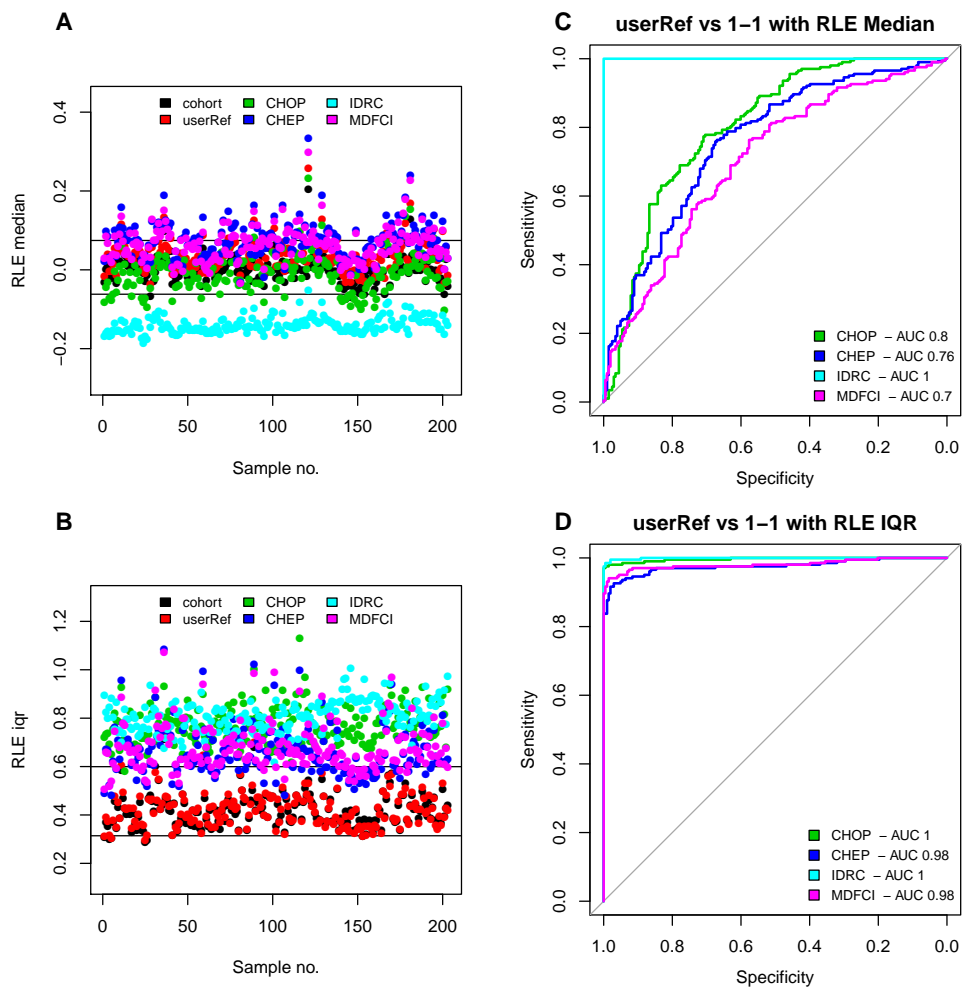 A
cohort CHOP IDRC
userRef CHEP MDFCI
0.4
0.2
0.0
−0.2
RLE median
0 50 100 150 200
Sample no.
C
userRef vs 1−1 with RLE Median
1.0
0.8
0.6
0.4
0.2
0.0
Sensitivity
CHOP − AUC 0.8
CHEP − AUC 0.76
IDRC − AUC 1
MDFCI − AUC 0.7
1.0 0.8 0.6 0.4 0.2 0.0
Specificity
B
cohort CHOP IDRC
userRef CHEP MDFCI
1.2
1.0
0.8
0.6
0.4
0.2
RLE iqr
0 50 100 150 200
Sample no.
D
userRef vs 1−1 with RLE IQR
1.0
0.8
0.6
0.4
0.2
0.0
Sensitivity
CHOP − AUC 1
CHEP − AUC 0.98
IDRC − AUC 1
MDFCI − AUC 0.98
1.0 0.8 0.6 0.4 0.2 0.0
Specificity